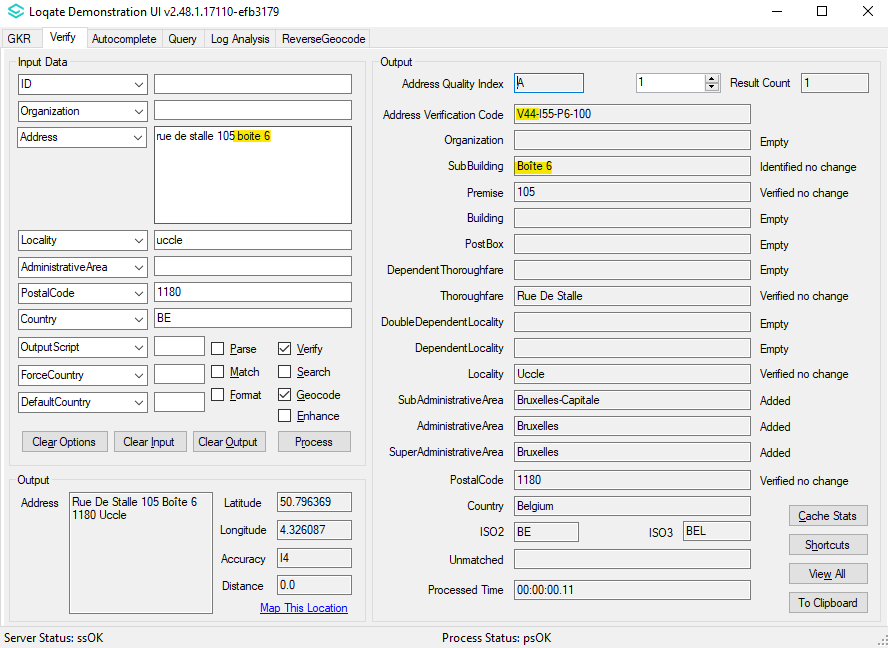 Loqate Demonstration UI v2.48.1.17110-efb3179
GKR Verify Autocomplete Query Log Analysis ReverseGeocode
Input Data
ID
Organization
Address rue de stalle 105 boite 6
Locality uccle
AdministrativeArea
PostalCode 1180
Country BE
OutputScript Parse Verify
ForceCountry Match Search
DefaultCountry Format Geocode
Enhance
Clear Options Clear Input Clear Output Process
Output
Address Rue De Stalle 105 Boîte 6
1180 Uccle
Latitude 50.796369
Longitude 4.326087
Accuracy I4
Distance 0.0
Map This Location
Output
Address Quality Index A 1 Result Count 1
Address Verification Code V44-I55-P6-100
Organization Empty
SubBuilding Boîte 6 Identified no change
Premise 105 Verified no change
Building Empty
PostBox Empty
DependentThoroughfare Empty
Thoroughfare Rue De Stalle Verified no change
DoubleDependentLocality Empty
DependentLocality Empty
Locality Uccle Verified no change
SubAdministrativeArea Bruxelles-Capitale Added
AdministrativeArea Bruxelles Added
SuperAdministrativeArea Bruxelles Added
PostalCode 1180 Verified no change
Country Belgium
ISO2 BE ISO3 BEL
Unmatched
Processed Time 00:00:00.11
Cache Stats
Shortcuts
View All
To Clipboard
Server Status: ssOK Process Status: psOK